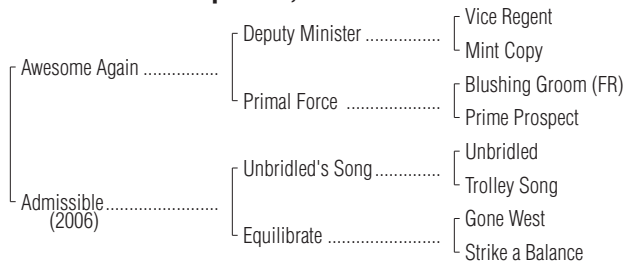 Vice Regent
Deputy Minister ..................
Mint Copy
Awesome Again ................
Blushing Groom (FR)
Primal Force ....................
Prime Prospect
Unbridled
Unbridled's Song..............
Trolley Song
Admissible........................
(2006)
Gone West
Equilibrate ........................
Strike a Balance